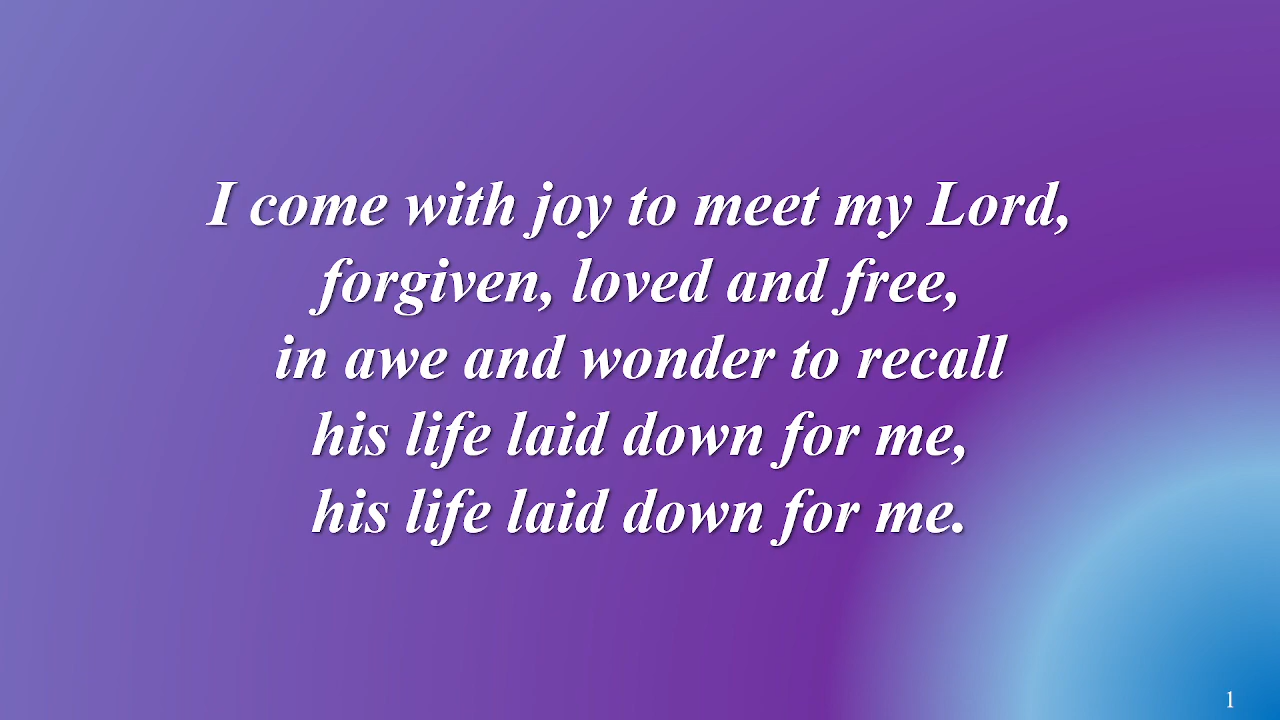 I come with joy to meet my Lord,
forgiven, loved and free,
in awe and wonder to recall
his life laid down for me,
his life laid down for me.
1